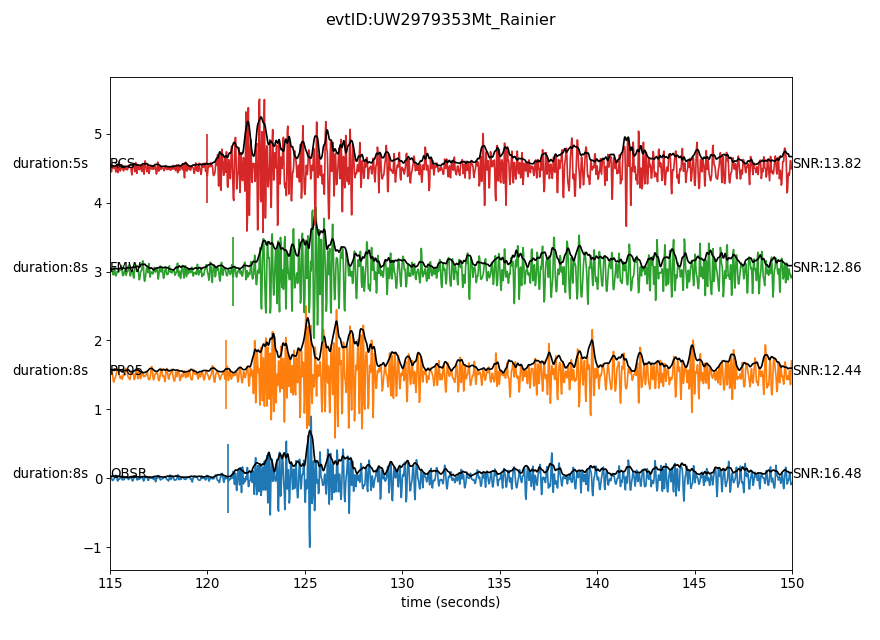 evtID:UW2979353Mt_Rainier
5
duration:5s RCS SNR:13.82
4
duration:8s 3 FMW SNR:12.86
2
duration:8s PR05 SNR:12.44
1
duration:8s 0 OBSR SNR:16.48
−1
115 120 125 130 135 140 145 150
time (seconds)